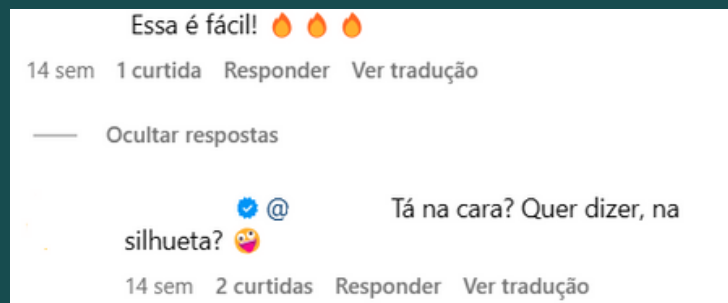 Essa é fácil! 🔥 🔥 🔥
14 sem 1 curtida Responder Ver tradução
Ocultar respostas
@ Tá na cara? Quer dizer, na
silhueta? 🤪
14 sem 2 curtidas Responder Ver tradução